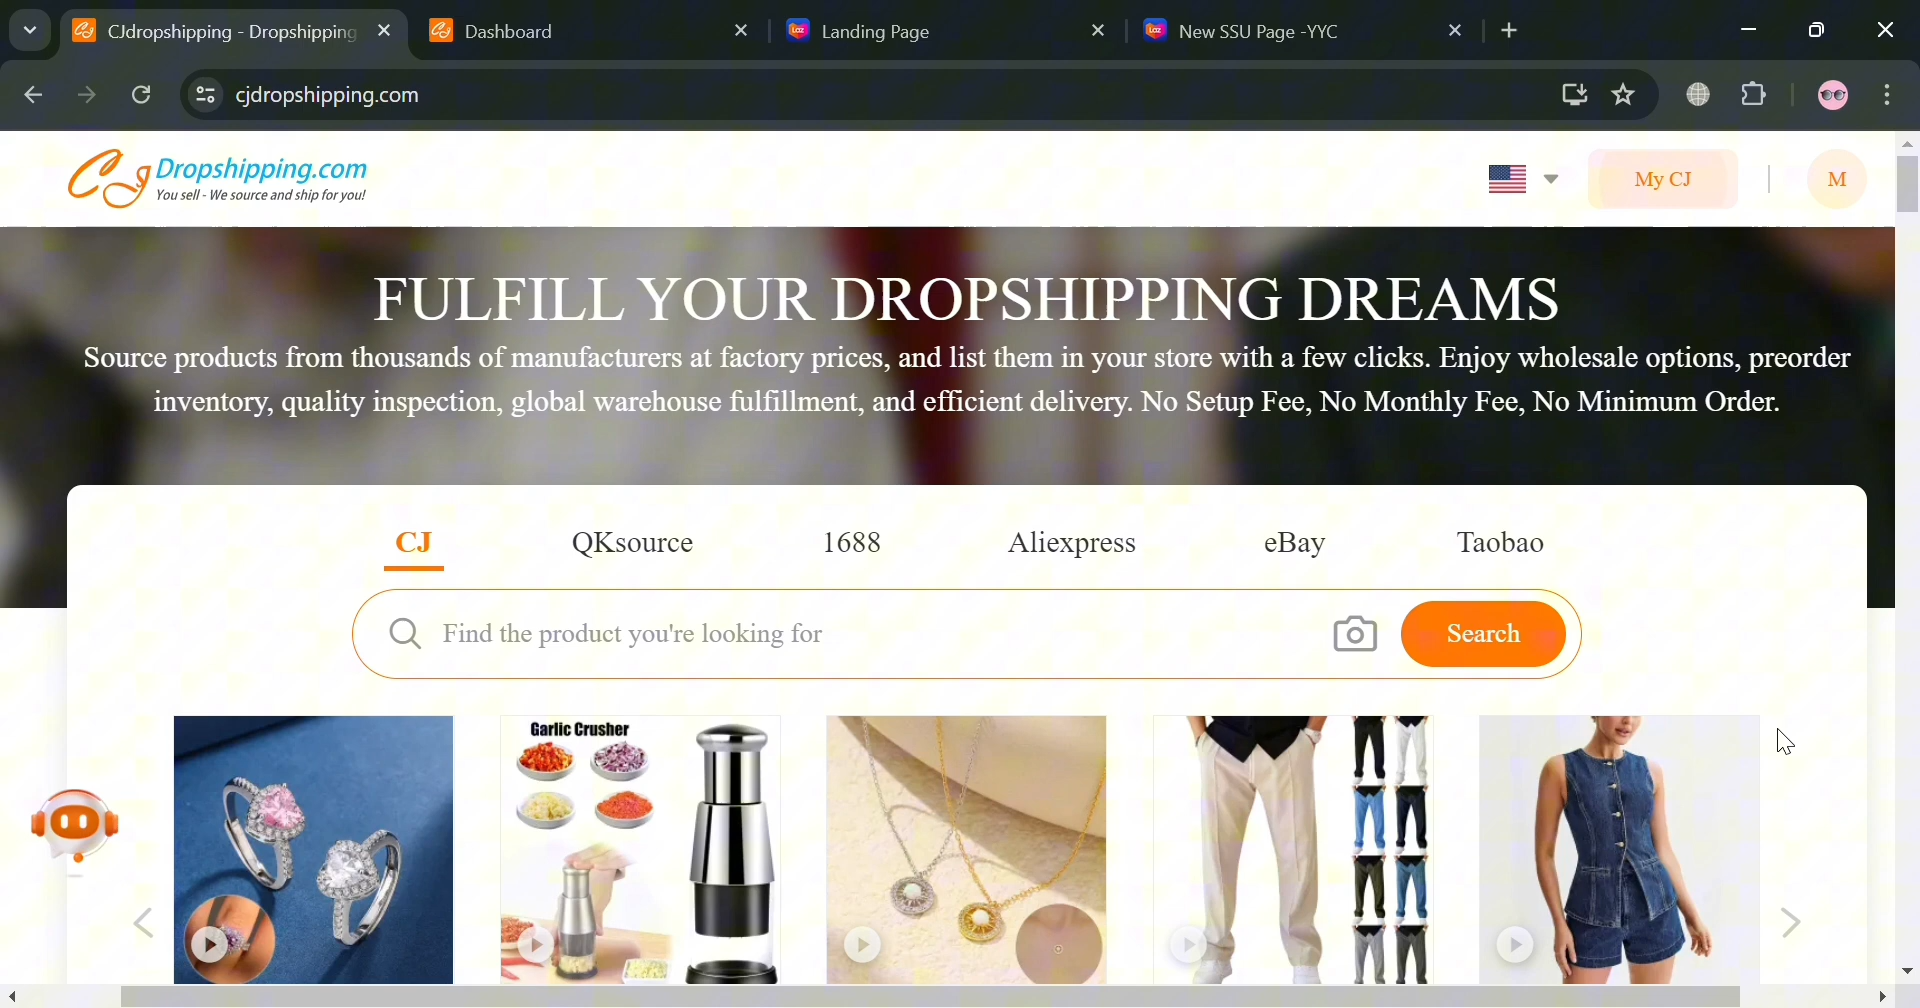 CJdropshipping - Dropshipping
Dashboard
Landing Page
New SSU Page -YYC
cjdropshipping.com
CJ Dropshipping.com
You sell - We source and ship for you!
My CJ
M
FULFILL YOUR DROPSHIPPING DREAMS
Source products from thousands of manufacturers at factory prices, and list them in your store with a few clicks. Enjoy wholesale options, preorder
inventory, quality inspection, global warehouse fulfillment, and efficient delivery. No Setup Fee, No Monthly Fee, No Minimum Order.
CJ
QKsource
1688
Aliexpress
eBay
Taobao
Find the product you're looking for
Search
Garlic Crusher